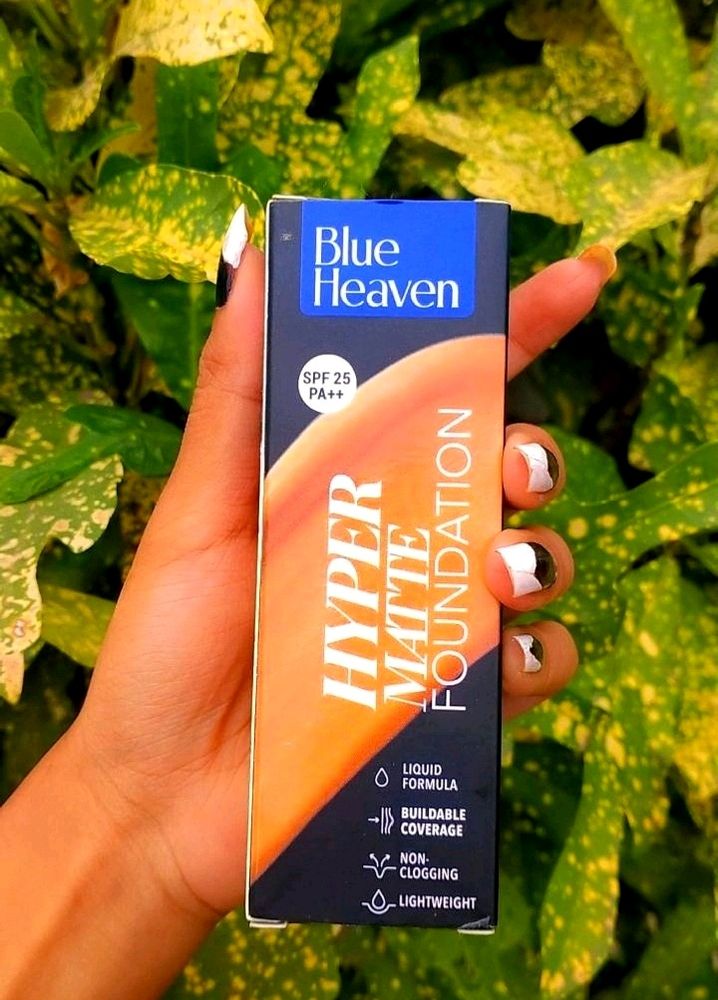 Blue
Heaven
SPF 25
PA++
HYPER
MATTE
FOUNDATION
LIQUID
FORMULA
BUILDABLE
COVERAGE
NON-
CLOGGING
LIGHTWEIGHT